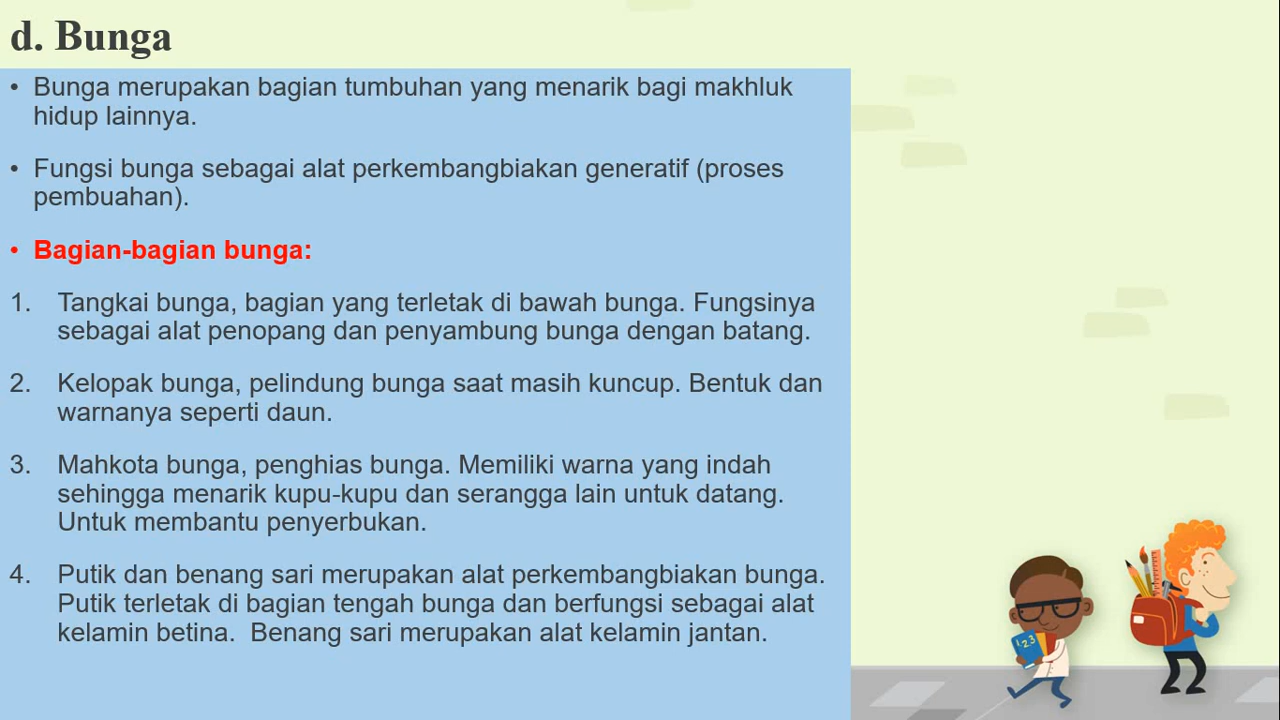 d. Bunga
• Bunga merupakan bagian tumbuhan yang menarik bagi makhluk
hidup lainnya.
• Fungsi bunga sebagai alat perkembangbiakan generatif (proses
pembuahan).
• Bagian-bagian bunga:
1. Tangkai bunga, bagian yang terletak di bawah bunga. Fungsinya
sebagai alat penopang dan penyambung bunga dengan batang.
2. Kelopak bunga, pelindung bunga saat masih kuncup. Bentuk dan
warnanya seperti daun.
3. Mahkota bunga, penghias bunga. Memiliki warna yang indah
sehingga menarik kupu-kupu dan serangga lain untuk datang.
Untuk membantu penyerbukan.
4. Putik dan benang sari merupakan alat perkembangbiakan bunga.
Putik terletak di bagian tengah bunga dan berfungsi sebagai alat
kelamin betina.  Benang sari merupakan alat kelamin jantan.
123